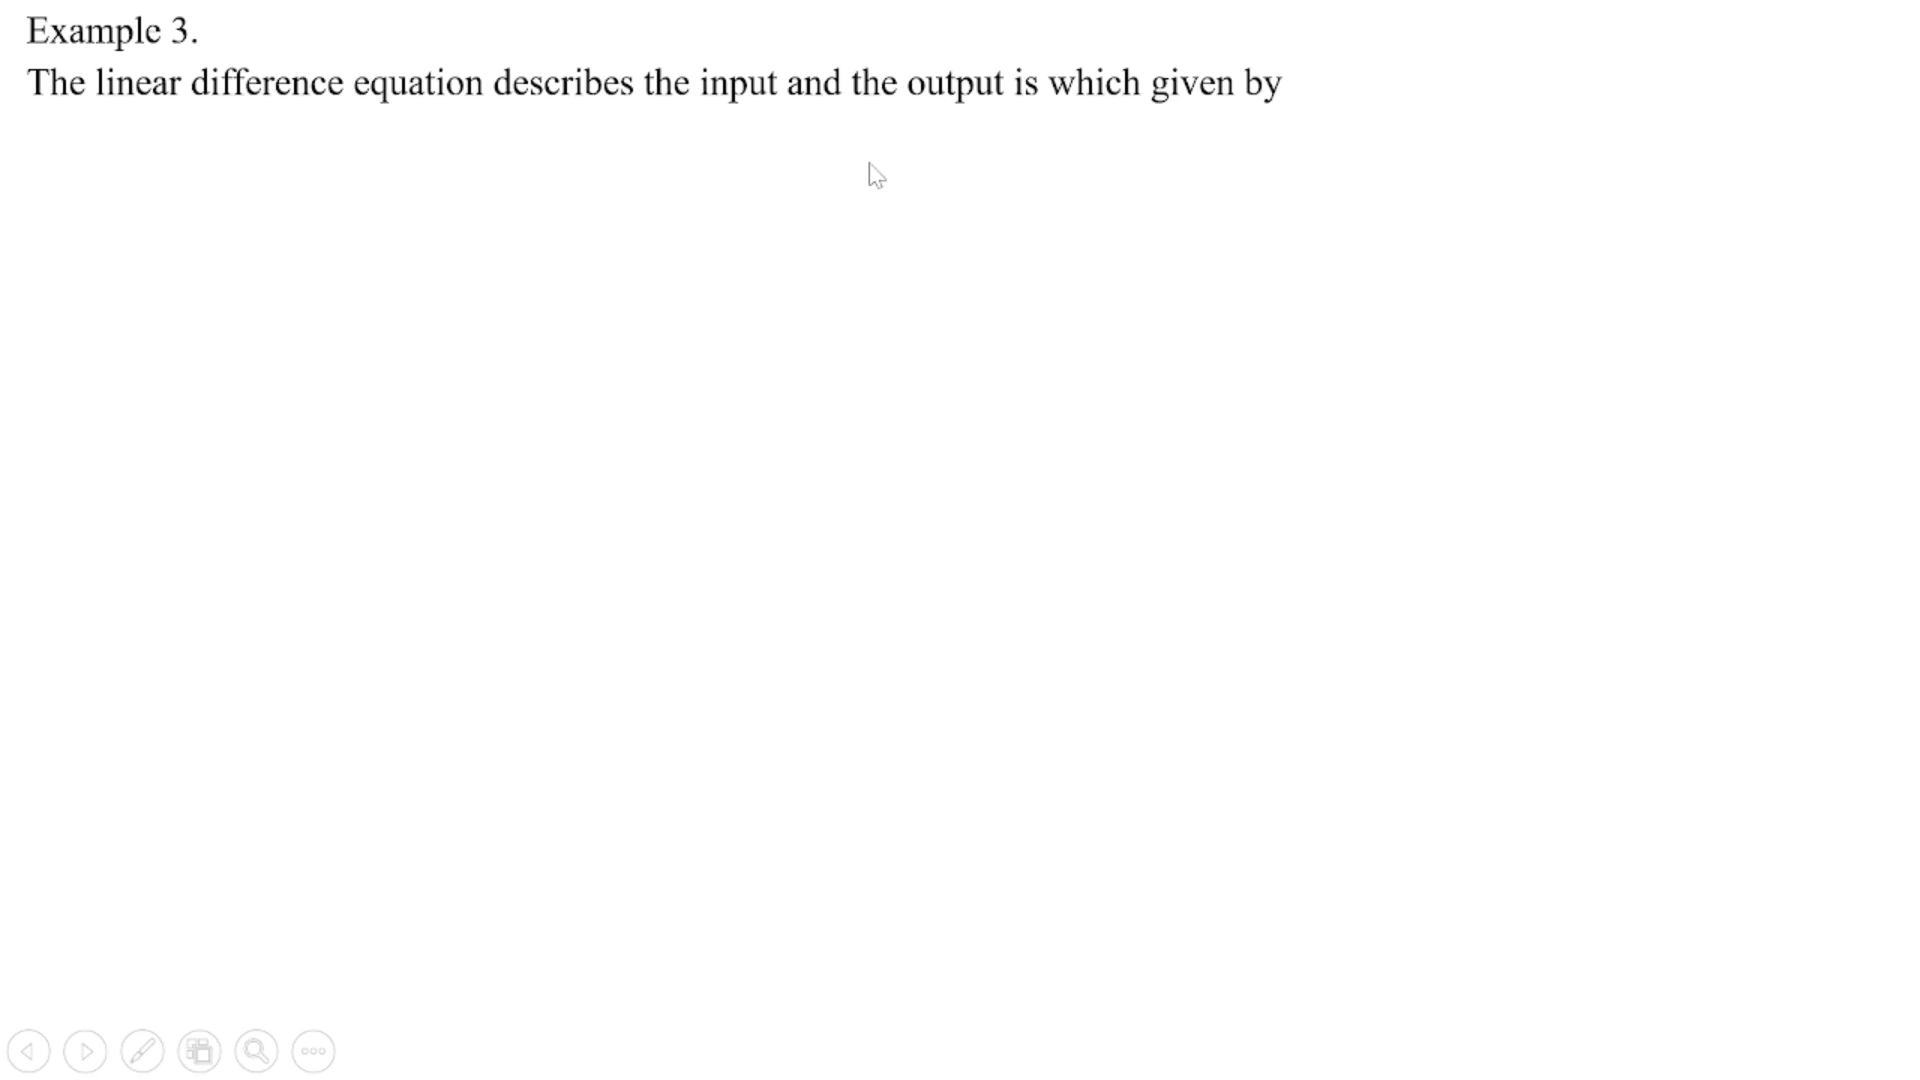 Example 3.
The linear difference equation describes the input and the output is which given by